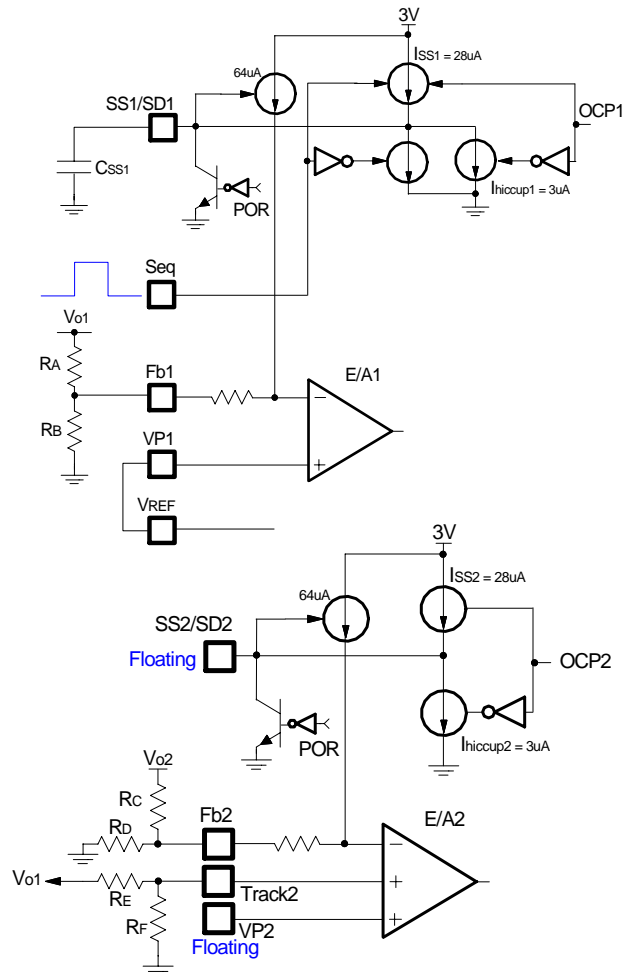 3V
ISS1 = 28uA
64uA
SS1/SD1
OCP1
CSS1
POR
Ihiccup1 = 3uA
Seq
Vo1
RA
Fb1
E/A1
RB
VP1
VREF
3V
ISS2 = 28uA
64uA
SS2/SD2
Floating
OCP2
POR
Ihiccup2 = 3uA
Vo2
RC
Fb2
E/A2
RD
Vo1
RE
Track2
RF
VP2
Floating